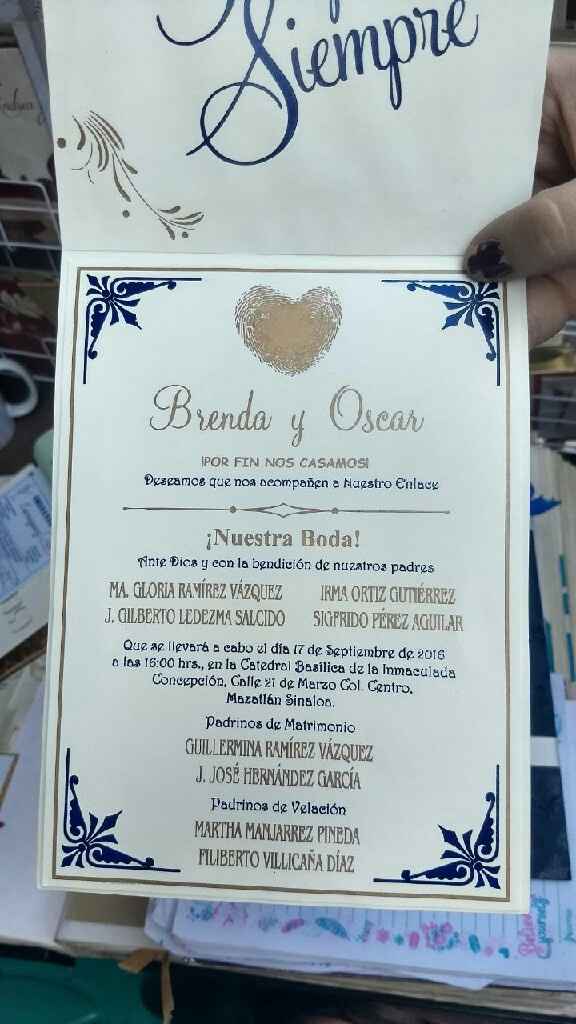 Siempre
Brenda y Oscar
¡POR FIN NOS CASAMOS!
Deseamos que nos acompañen a Nuestro Enlace
¡Nuestra Boda!
Ante Dios y con la bendición de nuestros padres
MA. GLORIA RAMÍREZ VÁZQUEZ IRMA ORTIZ GUTIÉRREZ
J. GILBERTO LEDEZMA SALCIDO SIGFRIDO PÉREZ AGUILAR
Que se llevará a cabo el día 17 de Septiembre de 2016
a las 16:00 hrs., en la Catedral Basílica de la Inmaculada
Concepción, Calle 21 de Marzo Col. Centro,
Mazatlán Sinaloa.
Padrinos de Matrimonio
GUILLERMINA RAMÍREZ VÁZQUEZ
J. JOSÉ HERNÁNDEZ GARCÍA
Padrinos de Velación
MARTHA MANJARREZ PINEDA
FILIBERTO VILLICAÑA DÍAZ